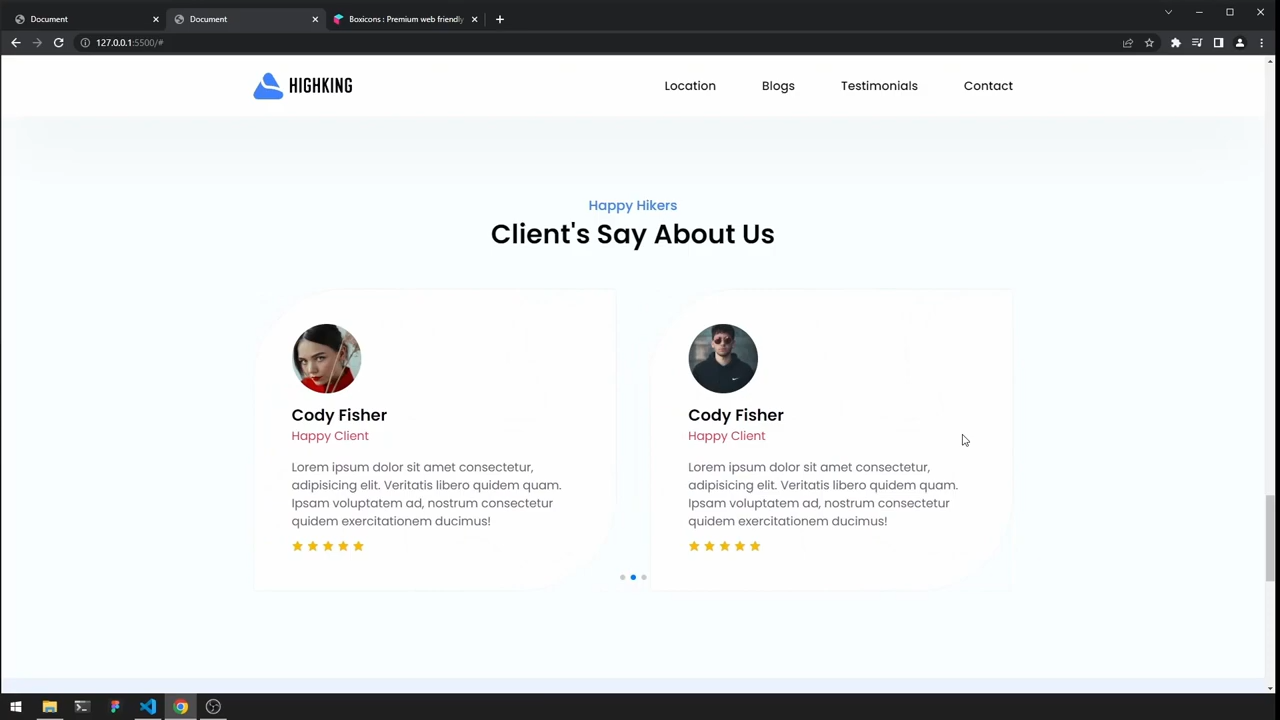 Document
Document
Boxicons : Premium web friendly
127.0.0.1:5500/#
HIGHKING
Location
Blogs
Testimonials
Contact
Happy Hikers
Client's Say About Us
Cody Fisher
Happy Client
Lorem ipsum dolor sit amet consectetur,
adipisicing elit. Veritatis libero quidem quam.
Ipsam voluptatem ad, nostrum consectetur
quidem exercitationem ducimus!
Cody Fisher
Happy Client
Lorem ipsum dolor sit amet consectetur,
adipisicing elit. Veritatis libero quidem quam.
Ipsam voluptatem ad, nostrum consectetur
quidem exercitationem ducimus!